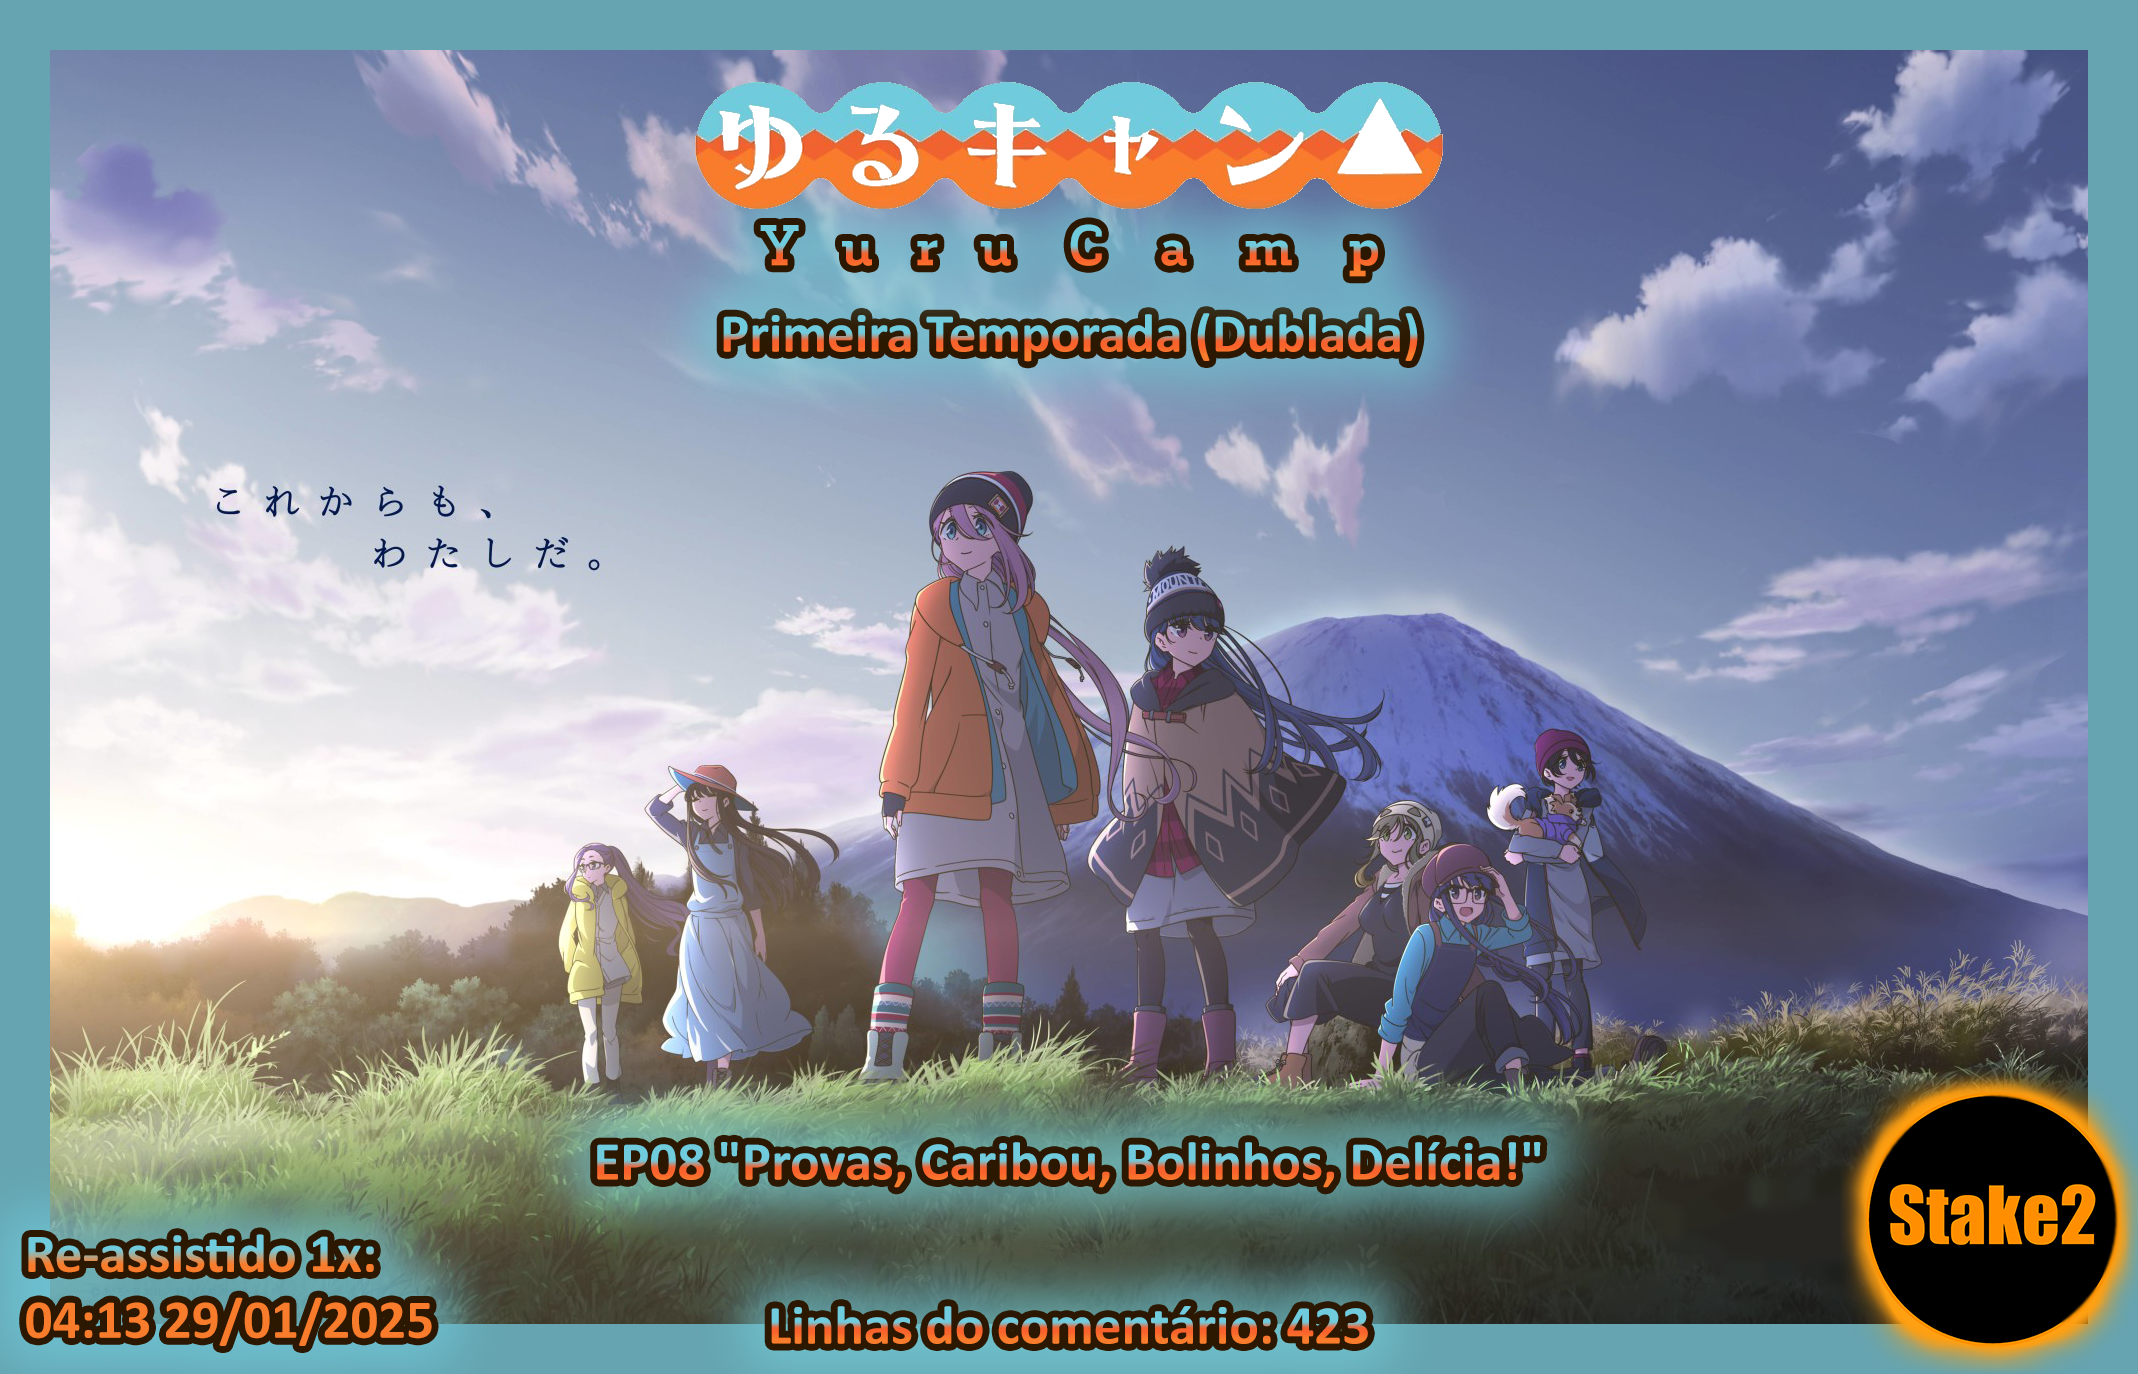 ゆるキャン△
Yuru Camp
Primeira Temporada (Dublada)
これからも、
わたしだ。
MOUNT
EP08 "Provas, Caribou, Bolinhos, Delícia!"
Stake2
Re-assistido 1x:
04:13 29/01/2025
Linhas do comentário: 423